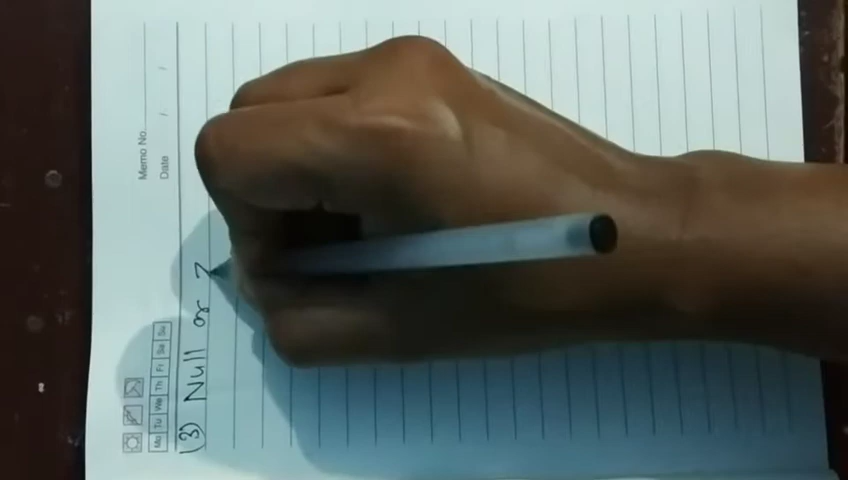 Memo No
Date / /
Mo Tu We Th Fr Sa Su
(3) Null or